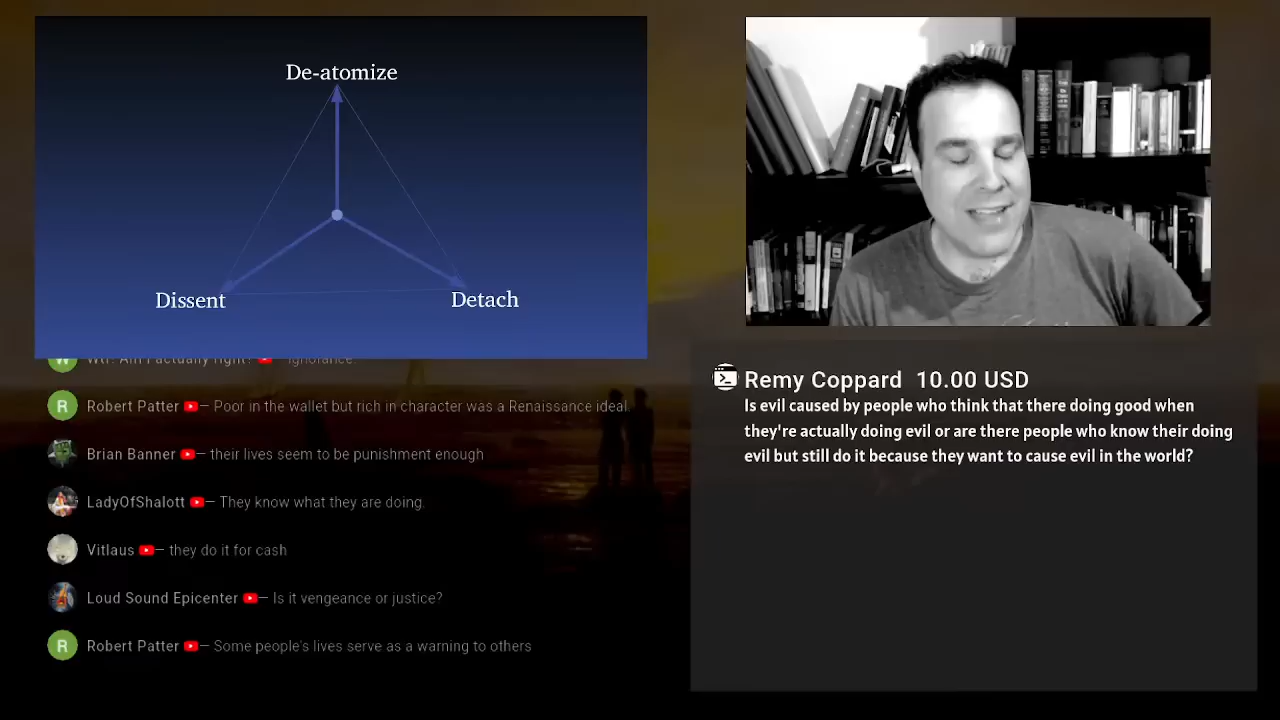 De-atomize
Dissent
Detach
Wtf. Am I actually right?
ignorance.
Robert Patter — Poor in the wallet but rich in character was a Renaissance ideal
Brian Banner — their lives seem to be punishment enough
LadyOfShalott — They know what they are doing.
Vitlaus — they do it for cash
Loud Sound Epicenter — Is it vengeance or justice?
Robert Patter — Some people's lives serve as a warning to others
Remy Coppard 10.00 USD
Is evil caused by people who think that there doing good when
they're actually doing evil or are there people who know their doing
evil but still do it because they want to cause evil in the world?